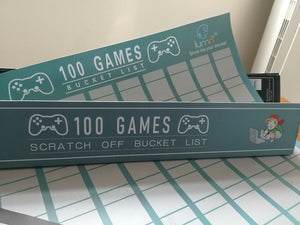 100 GAMES
BUCKET LIST
100 GAMES
SCRATCH OFF BUCKET LIST